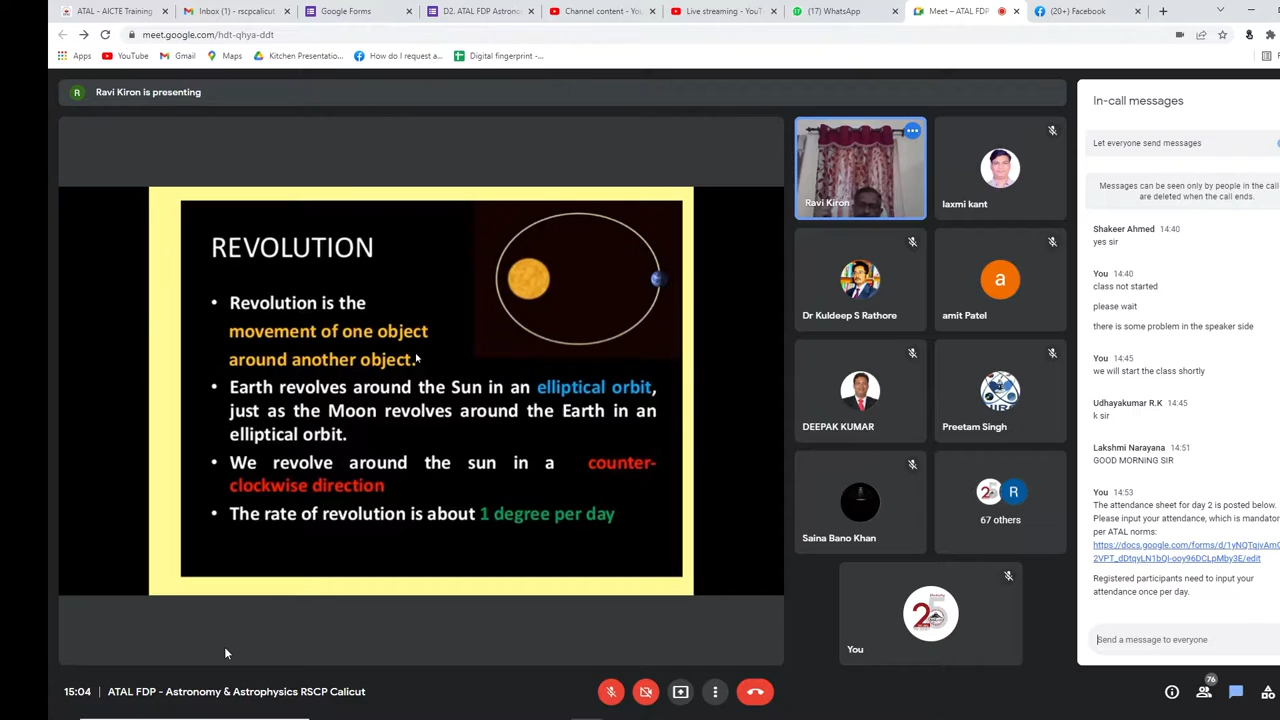 ATAL - AICTE Training
Inbox (1) - rscpcalicut
Google Forms
D2. ATAL FDP Astron
Channel content - You
Live streaming - YouT
(17) WhatsApp
Meet – ATAL FDP
(20+) Facebook
meet.google.com/hdt-qhya-ddt
Apps
YouTube
Gmail
Maps
Kitchen Presentatio...
How do I request a...
Digital fingerprint -...
R
Ravi Kiron is presenting
REVOLUTION
• Revolution is the
movement of one object
around another object.
• Earth revolves around the Sun in an elliptical orbit,
just as the Moon revolves around the Earth in an
elliptical orbit.
• We revolve around the sun in a counter-
clockwise direction
• The rate of revolution is about 1 degree per day
Ravi Kiron
laxmi kant
Dr Kuldeep S Rathore
a
amit Patel
DEEPAK KUMAR
Preetam Singh
Saina Bano Khan
R
67 others
25
You
In-call messages
Let everyone send messages
Messages can be seen only by people in the call
are deleted when the call ends.
Shakeer Ahmed 14:40
yes sir
You 14:40
class not started
please wait
there is some problem in the speaker side
You 14:45
we will start the class shortly
Udhayakumar R.K 14:45
k sir
Lakshmi Narayana 14:51
GOOD MORNING SIR
You 14:53
The attendance sheet for day 2 is posted below.
Please input your attendance, which is mandator
per ATAL norms:
https://docs.google.com/forms/d/
Registered participants need to input your
attendance once per day.
Send a message to everyone
15:04 | ATAL FDP - Astronomy & Astrophysics RSCP Calicut
76